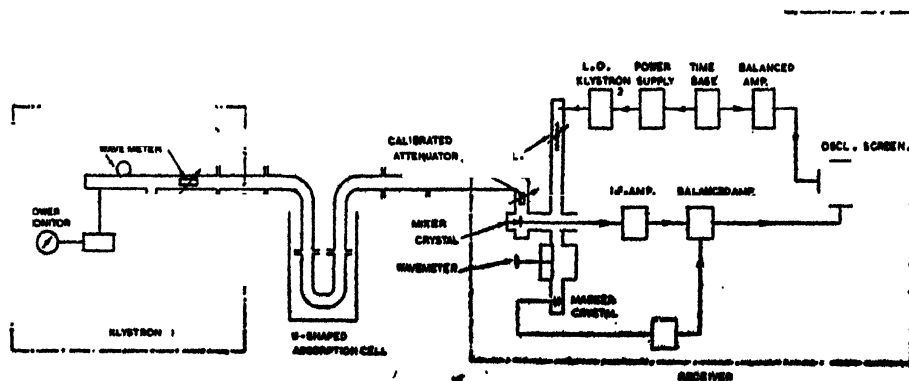 L.O. KLYSTRON 2
POWER SUPPLY
TIME BASE
BALANCED AMP.
OSCL. SCREEN.
WAVE METER
CALIBRATED ATTENUATOR
I.F. AMP.
BALANCED AMP.
MIXER CRYSTAL
WAVEMETER
MARKER CRYSTAL
KLYSTRON 1
U-SHAPED ABSORPTION CELL
RECEIVER